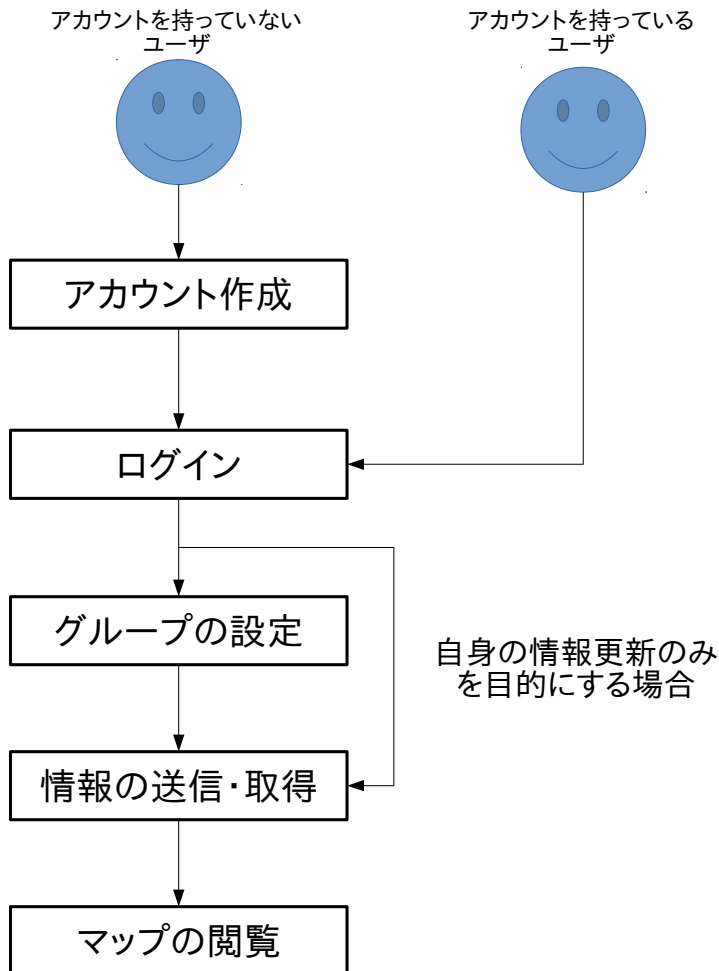 アカウントを持っていない
ユーザ
アカウントを持っている
ユーザ
アカウント作成
ログイン
グループの設定
自身の情報更新のみ
を目的にする場合
情報の送信・取得
マップの閲覧